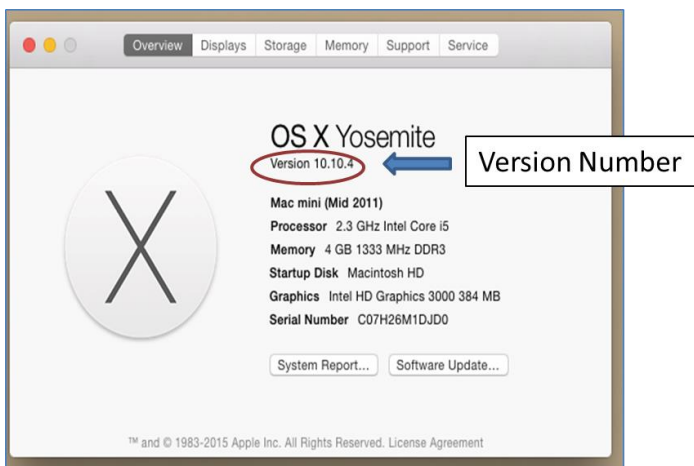 Overview Displays Storage Memory Support Service
OS X Yosemite
Version 10.10.4
Version Number
Mac mini (Mid 2011)
Processor 2.3 GHz Intel Core i5
Memory 4 GB 1333 MHz DDR3
Startup Disk Macintosh HD
Graphics Intel HD Graphics 3000 384 MB
Serial Number C07H26M1DJD0
System Report... Software Update...
™ and © 1983-2015 Apple Inc. All Rights Reserved. License Agreement